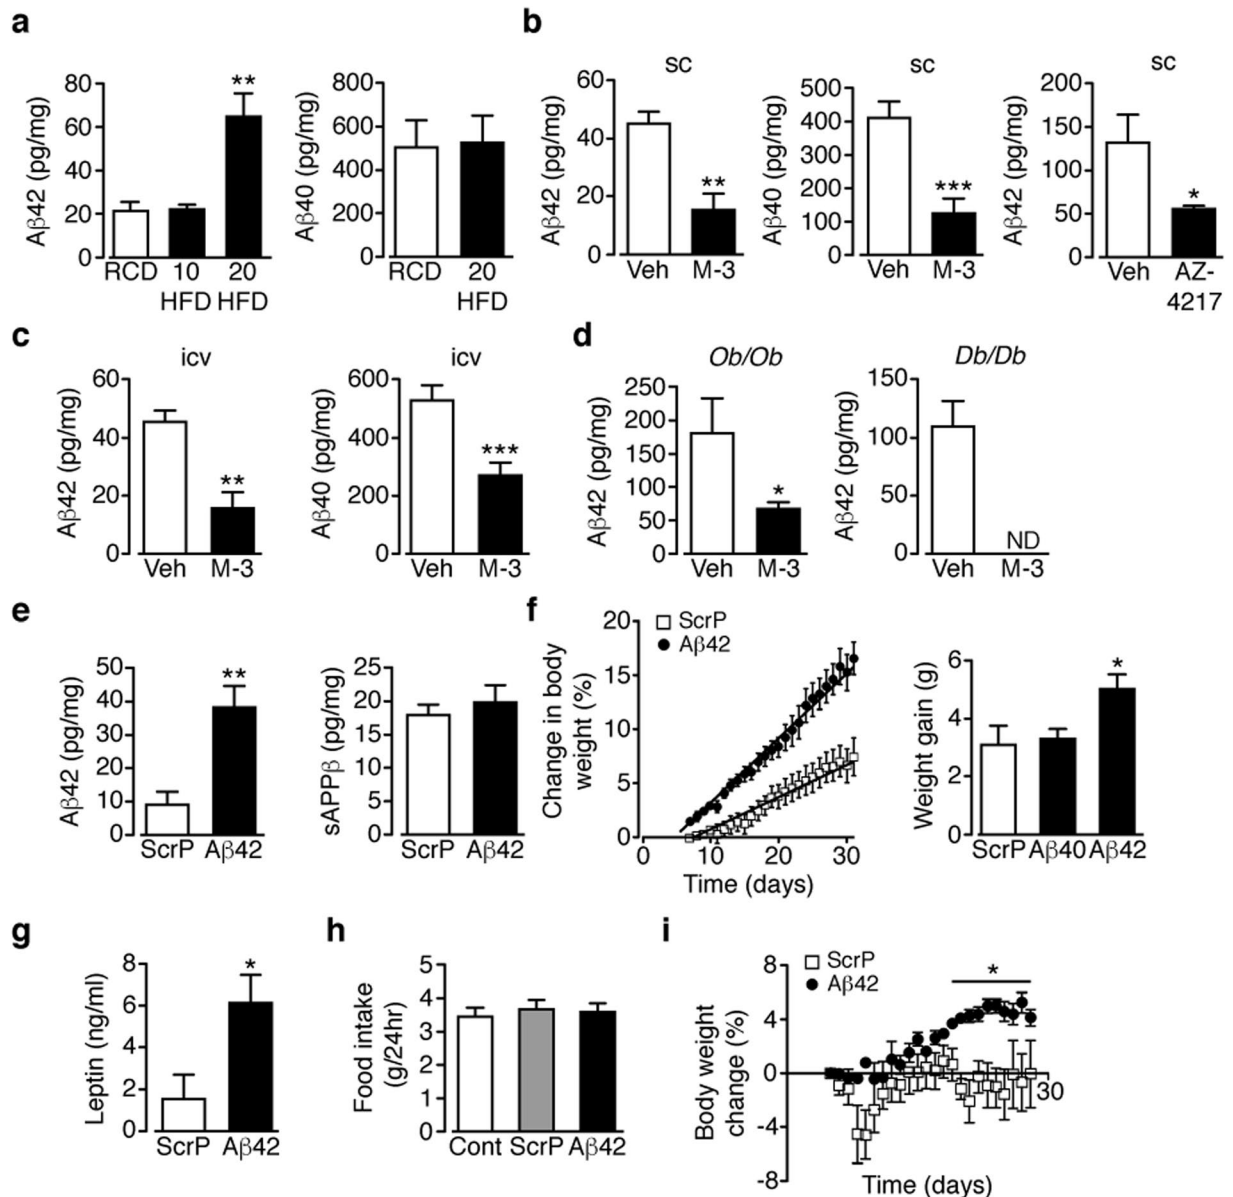 a
Aβ42 (pg/mg)
80
60
40
20
0
**
RCD 10 20
HFD HFD
Aβ40 (pg/mg)
800
600
400
200
0
RCD 20
HFD
b
sc
Aβ42 (pg/mg)
60
40
20
0
**
Veh M-3
sc
Aβ40 (pg/mg)
500
400
300
200
100
0
***
Veh M-3
sc
Aβ42 (pg/mg)
200
150
100
50
0
*
Veh AZ-
4217
c
icv
Aβ42 (pg/mg)
60
40
20
0
**
Veh M-3
icv
Aβ40 (pg/mg)
600
400
200
0
***
Veh M-3
d
Ob/Ob
Aβ42 (pg/mg)
250
200
150
100
50
0
*
Veh M-3
Db/Db
Aβ42 (pg/mg)
150
100
50
0
ND
Veh M-3
e
Aβ42 (pg/mg)
50
40
30
20
10
0
**
ScrP Aβ42
sAPPβ (pg/mg)
25
20
15
10
5
0
ScrP Aβ42
f
Change in body
weight (%)
20
15
10
5
0
ScrP
Aβ42
0 10 20 30
Time (days)
Weight gain (g)
6
4
2
0
*
ScrP Aβ40 Aβ42
g
Leptin (ng/ml)
8
6
4
2
0
*
ScrP Aβ42
h
Food intake
(g/24hr)
5
4
3
2
1
0
Cont ScrP Aβ42
i
Body weight
change (%)
8
4
0
-4
-8
ScrP
Aβ42
*
30
Time (days)